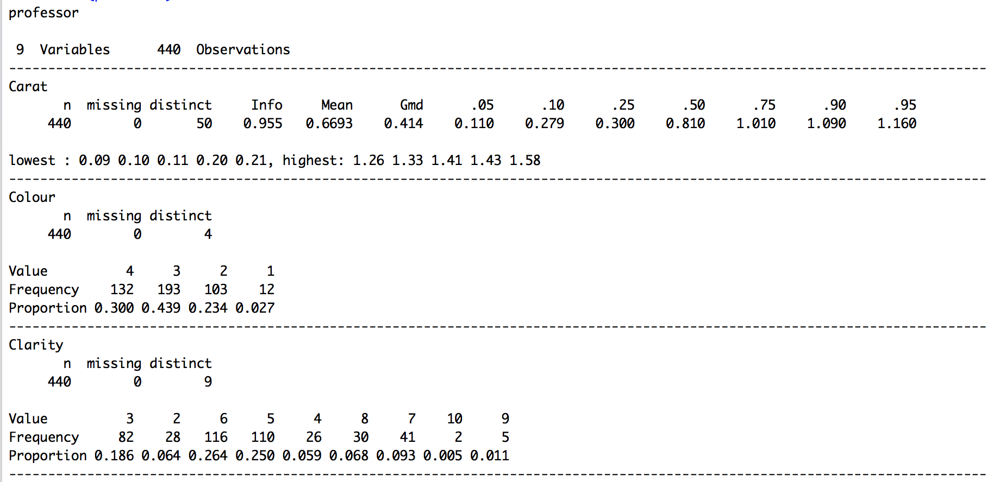 professor
9 Variables 440 Observations
--------------------------------------------------------------------------------------------------------------------------
Carat
n missing distinct Info Mean Gmd .05 .10 .25 .50 .75 .90 .95
440 0 50 0.955 0.6693 0.414 0.110 0.279 0.300 0.810 1.010 1.090 1.160
lowest : 0.09 0.10 0.11 0.20 0.21, highest: 1.26 1.33 1.41 1.43 1.58
--------------------------------------------------------------------------------------------------------------------------
Colour
n missing distinct
440 0 4
Value 4 3 2 1
Frequency 132 193 103 12
Proportion 0.300 0.439 0.234 0.027
--------------------------------------------------------------------------------------------------------------------------
Clarity
n missing distinct
440 0 9
Value 3 2 6 5 4 8 7 10 9
Frequency 82 28 116 110 26 30 41 2 5
Proportion 0.186 0.064 0.264 0.250 0.059 0.068 0.093 0.005 0.011
--------------------------------------------------------------------------------------------------------------------------